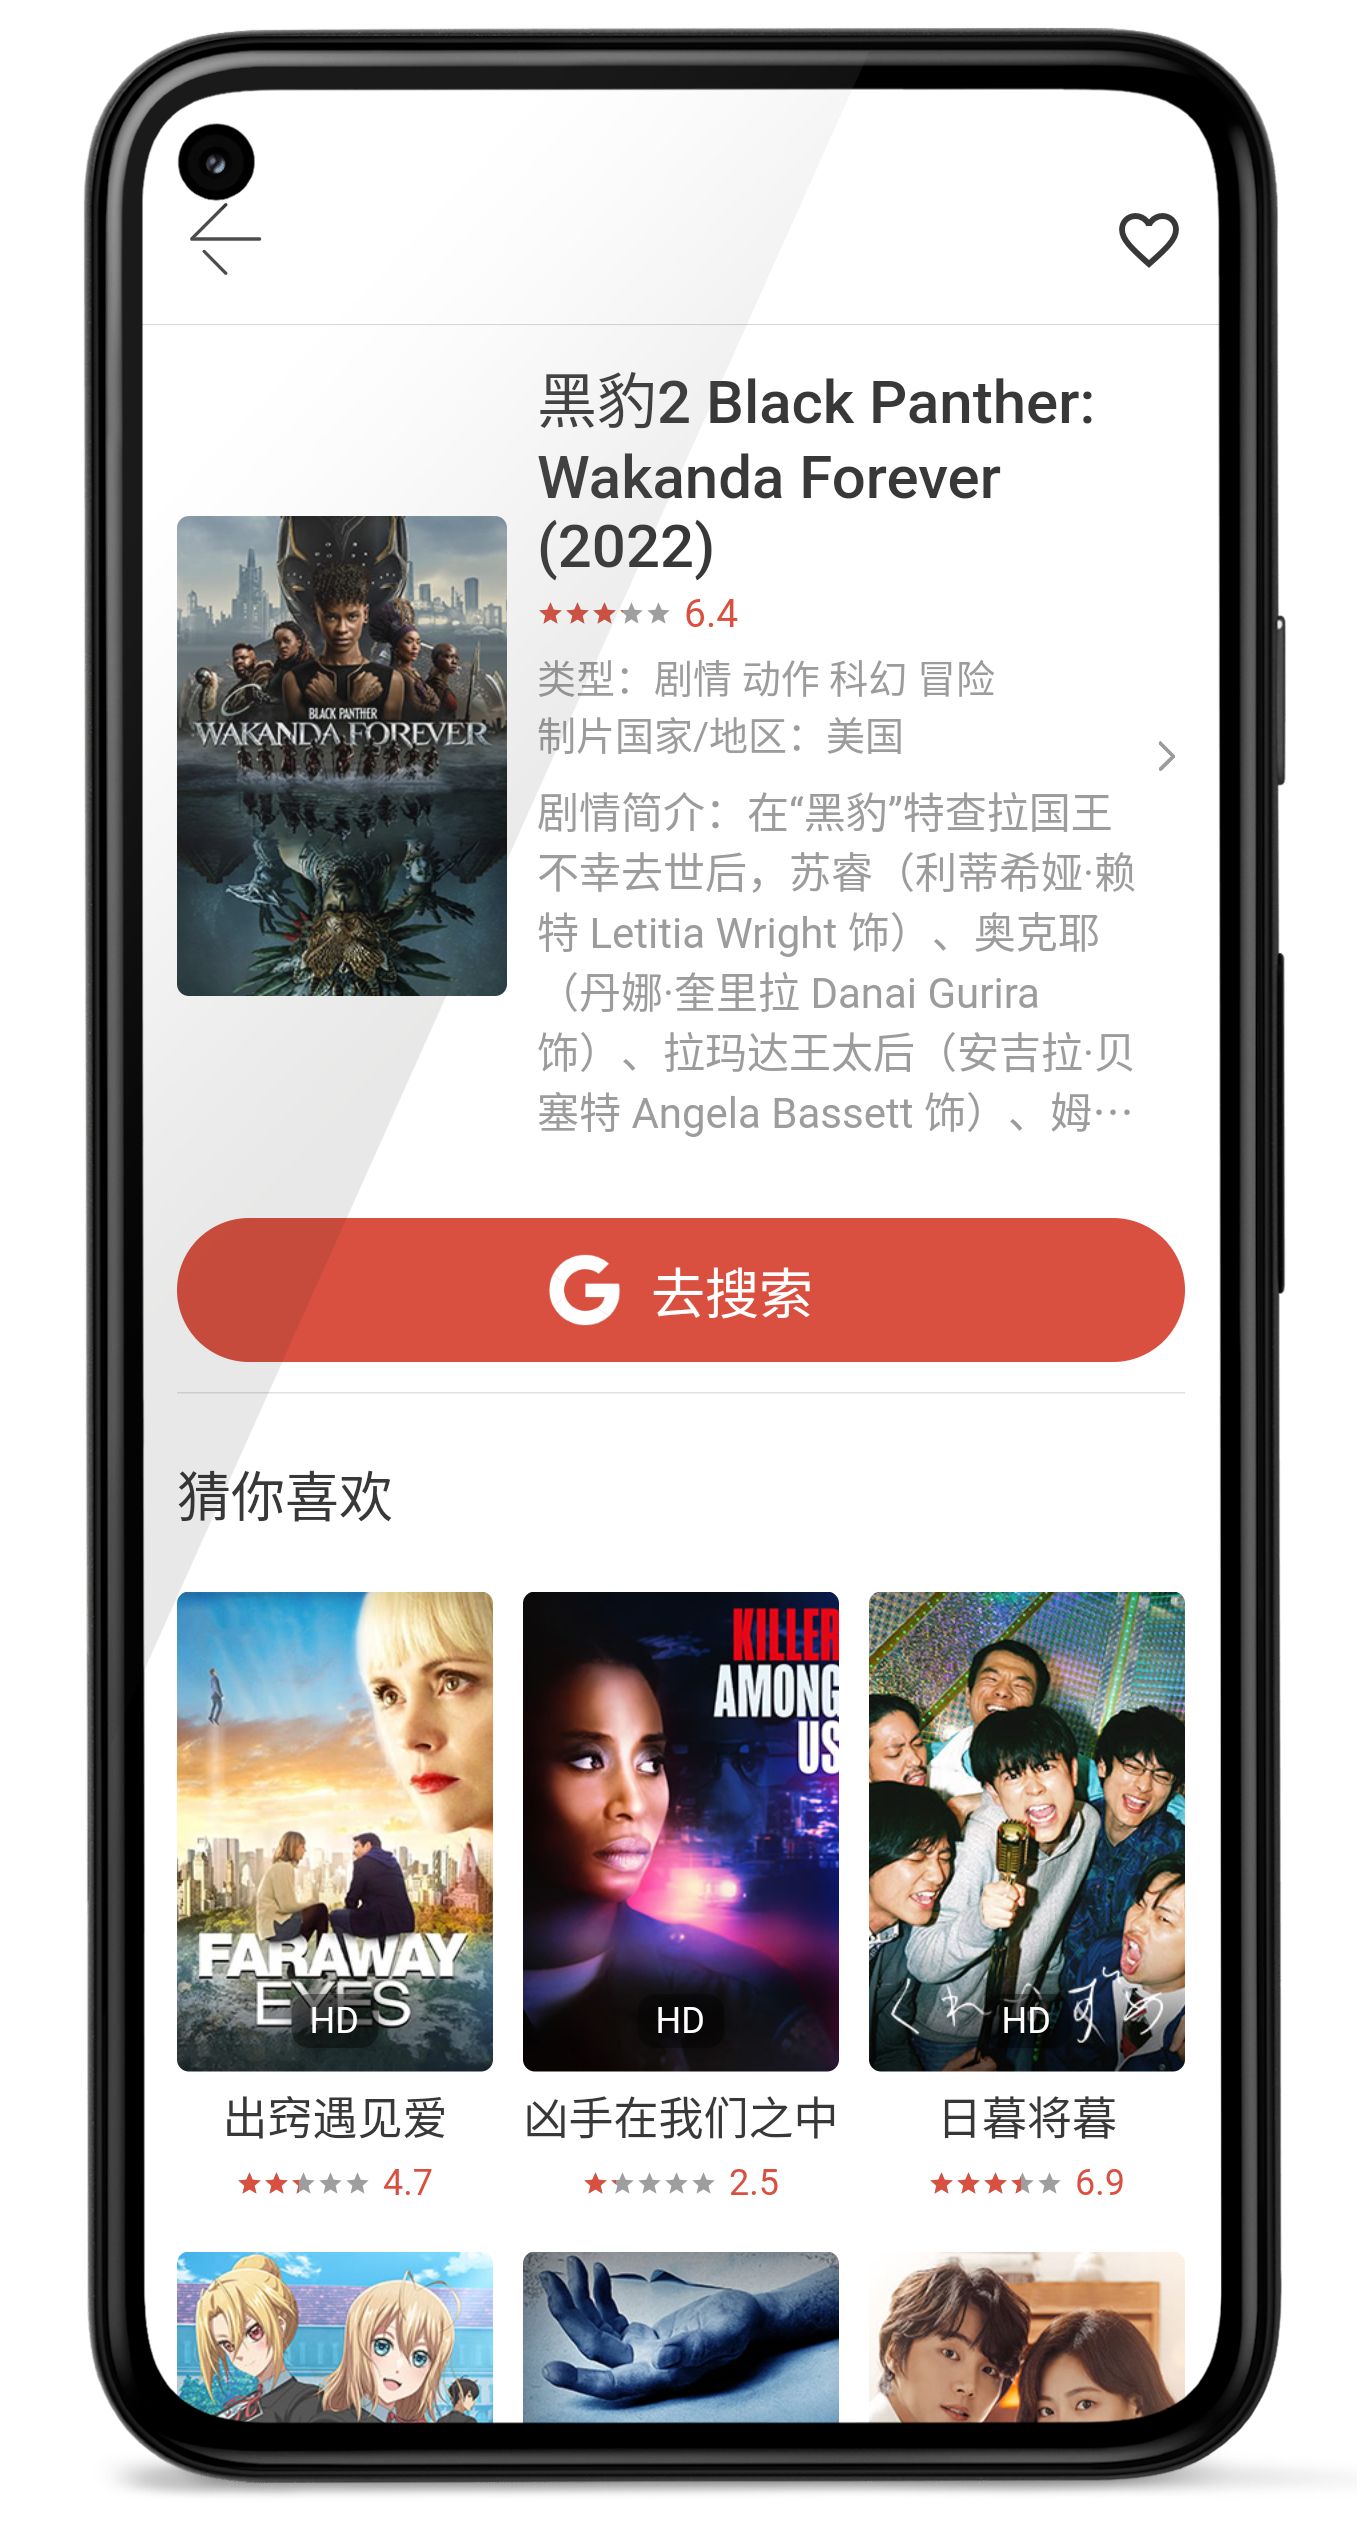 黑豹2 Black Panther:
Wakanda Forever
(2022)
6.4
类型：剧情 动作 科幻 冒险
制片国家/地区：美国
剧情简介：在“黑豹”特查拉国王
不幸去世后，苏睿（利蒂希娅·赖
特 Letitia Wright 饰）、奥克耶
（丹娜·奎里拉 Danai Gurira
饰）、拉玛达王太后（安吉拉·贝
塞特 Angela Bassett 饰）、姆…
BLACK PANTHER
WAKANDA FOREVER
G 去搜索
猜你喜欢
FARAWAY
EYES
HD
KILLER
AMONG
US
HD
HD
出窍遇见爱
凶手在我们之中
日暮将暮
4.7
2.5
6.9